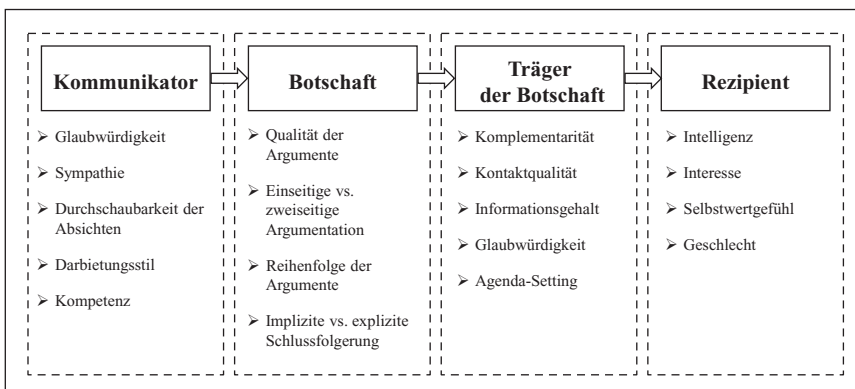 Kommunikator
Glaubwürdigkeit
Sympathie
Durchschaubarkeit der
Absichten
Darbietungsstil
Kompetenz
Botschaft
Qualität der
Argumente
Einseitige vs.
zweiseitige
Argumentation
Reihenfolge der
Argumente
Implizite vs. explizite
Schlussfolgerung
Träger
der Botschaft
Komplementarität
Kontaktqualität
Informationsgehalt
Glaubwürdigkeit
Agenda-Setting
Rezipient
Intelligenz
Interesse
Selbstwertgefühl
Geschlecht